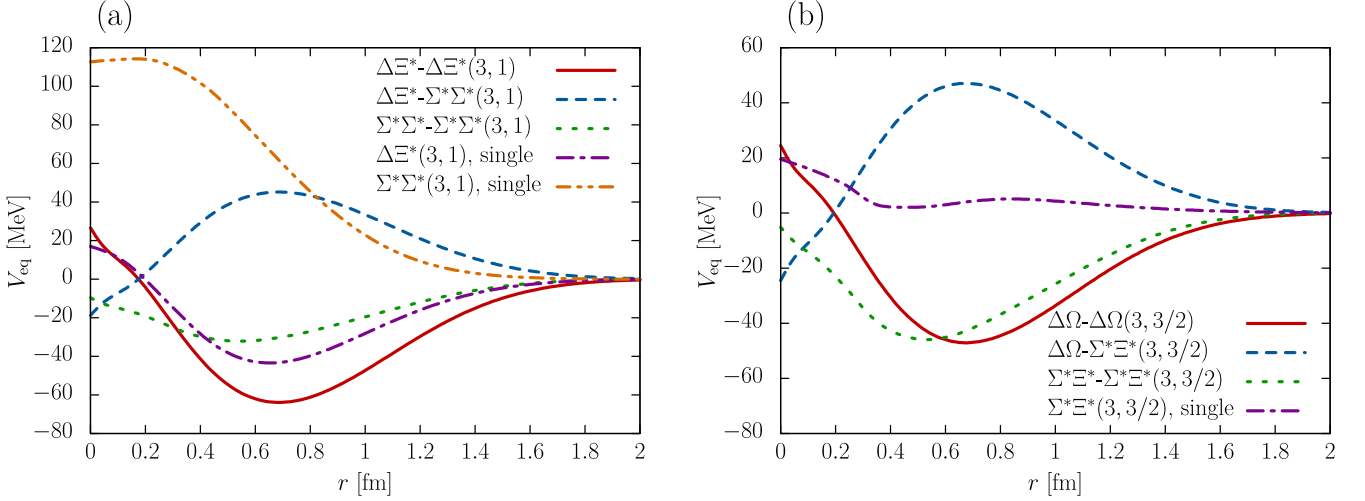 (a)
120
100
80
60
40
20
0
−20
−40
−60
−80
V_eq [MeV]
0 0.2 0.4 0.6 0.8 1 1.2 1.4 1.6 1.8 2
r [fm]
ΔΞ*-ΔΞ*(3, 1)
ΔΞ*-Σ*Σ*(3, 1)
Σ*Σ*-Σ*Σ*(3, 1)
ΔΞ*(3, 1), single
Σ*Σ*(3, 1), single
(b)
60
40
20
0
−20
−40
−60
−80
V_eq [MeV]
0 0.2 0.4 0.6 0.8 1 1.2 1.4 1.6 1.8 2
r [fm]
ΔΩ-ΔΩ(3, 3/2)
ΔΩ-Σ*Ξ*(3, 3/2)
Σ*Ξ*-Σ*Ξ*(3, 3/2)
Σ*Ξ*(3, 3/2), single